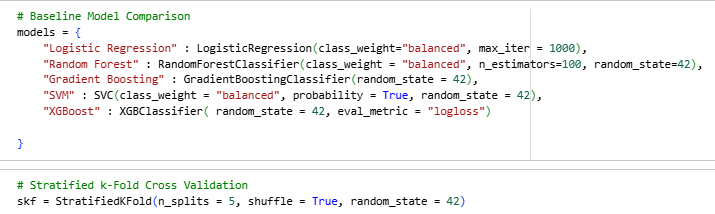 # Baseline Model Comparison
models = {
    "Logistic Regression" : LogisticRegression(class_weight="balanced", max_iter = 1000),
    "Random Forest" : RandomForestClassifier(class_weight = "balanced", n_estimators=100, random_state=42),
    "Gradient Boosting" : GradientBoostingClassifier(random_state = 42),
    "SVM" : SVC(class_weight = "balanced", probability = True, random_state = 42),
    "XGBoost" : XGBClassifier( random_state = 42, eval_metric = "logloss")
}
# Stratified k-Fold Cross Validation
skf = StratifiedKFold(n_splits = 5, shuffle = True, random_state = 42)